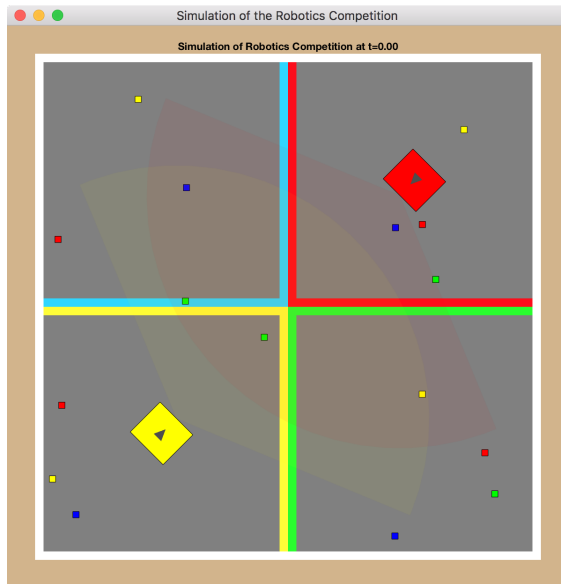 Simulation of the Robotics Competition
Simulation of Robotics Competition at t=0.00